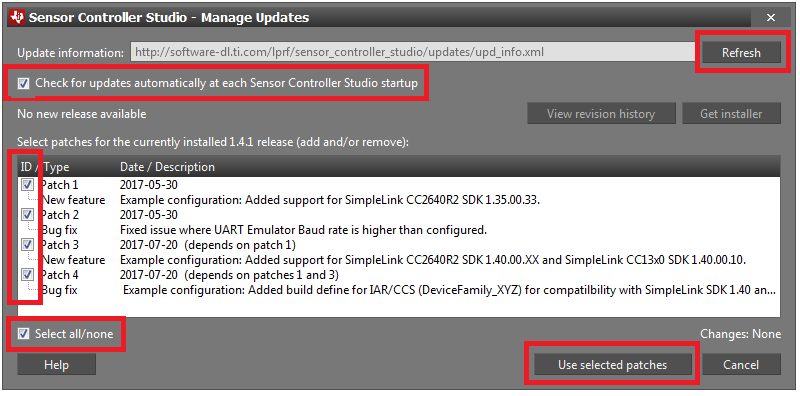 Sensor Controller Studio - Manage Updates
Update information: http://software-dl.ti.com/lprf/sensor_controller_studio/updates/upd_info.xml Refresh
Check for updates automatically at each Sensor Controller Studio startup
No new release available View revision history Get installer
Select patches for the currently installed 1.4.1 release (add and/or remove):
ID / Type Date / Description
Patch 1 2017-05-30
New feature Example configuration: Added support for SimpleLink CC2640R2 SDK 1.35.00.33.
Patch 2 2017-05-30
Bug fix Fixed issue where UART Emulator Baud rate is higher than configured.
Patch 3 2017-07-20 (depends on patch 1)
New feature Example configuration: Added support for SimpleLink CC2640R2 SDK 1.40.00.XX and SimpleLink CC13x0 SDK 1.40.00.10.
Patch 4 2017-07-20 (depends on patches 1 and 3)
Bug fix Example configuration: Added build define for IAR/CCS (DeviceFamily_XYZ) for compatilbility with SimpleLink SDK 1.40 an...
Select all/none Changes: None
Help Use selected patches Cancel